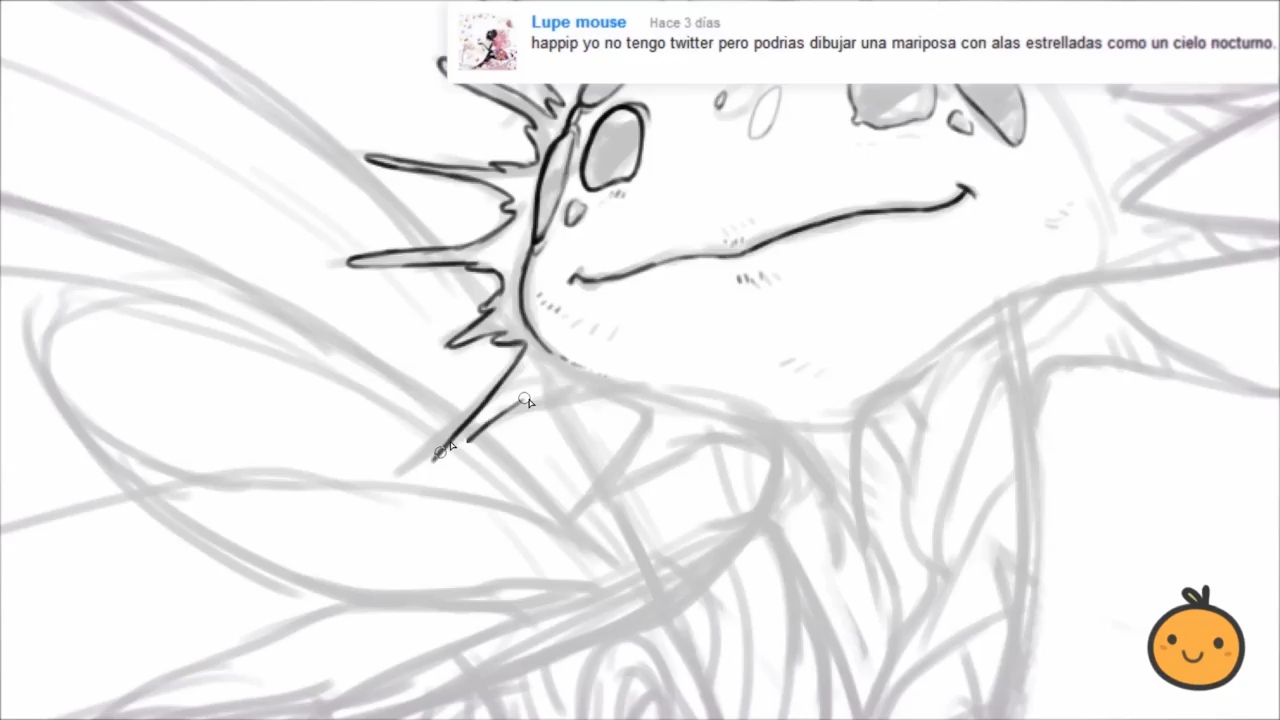 Lupe mouse Hace 3 días
happip yo no tengo twitter pero podrias dibujar una mariposa con alas estrelladas como un cielo nocturno.